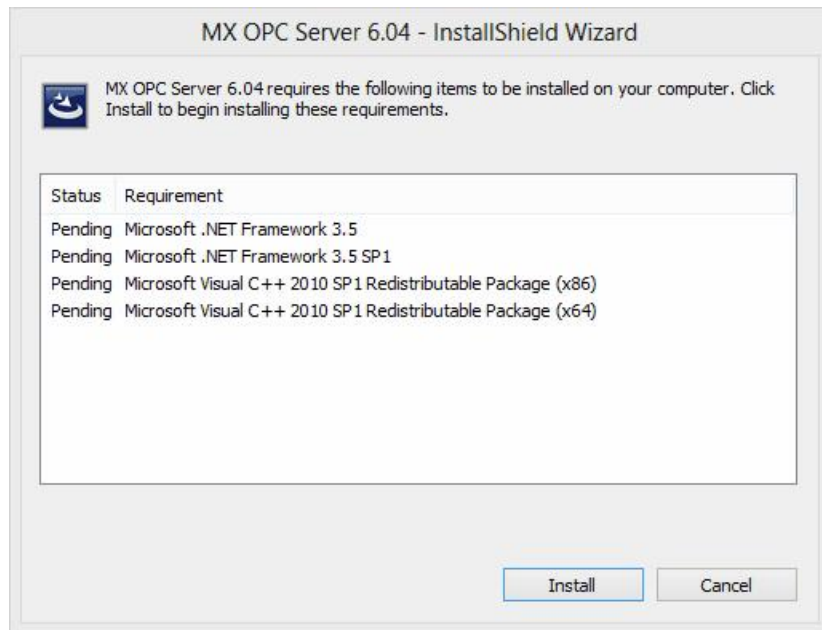 MX OPC Server 6.04 - InstallShield Wizard
MX OPC Server 6.04 requires the following items to be installed on your computer. Click
Install to begin installing these requirements.
Status Requirement
Pending Microsoft .NET Framework 3.5
Pending Microsoft .NET Framework 3.5 SP1
Pending Microsoft Visual C++ 2010 SP1 Redistributable Package (x86)
Pending Microsoft Visual C++ 2010 SP1 Redistributable Package (x64)
Install Cancel